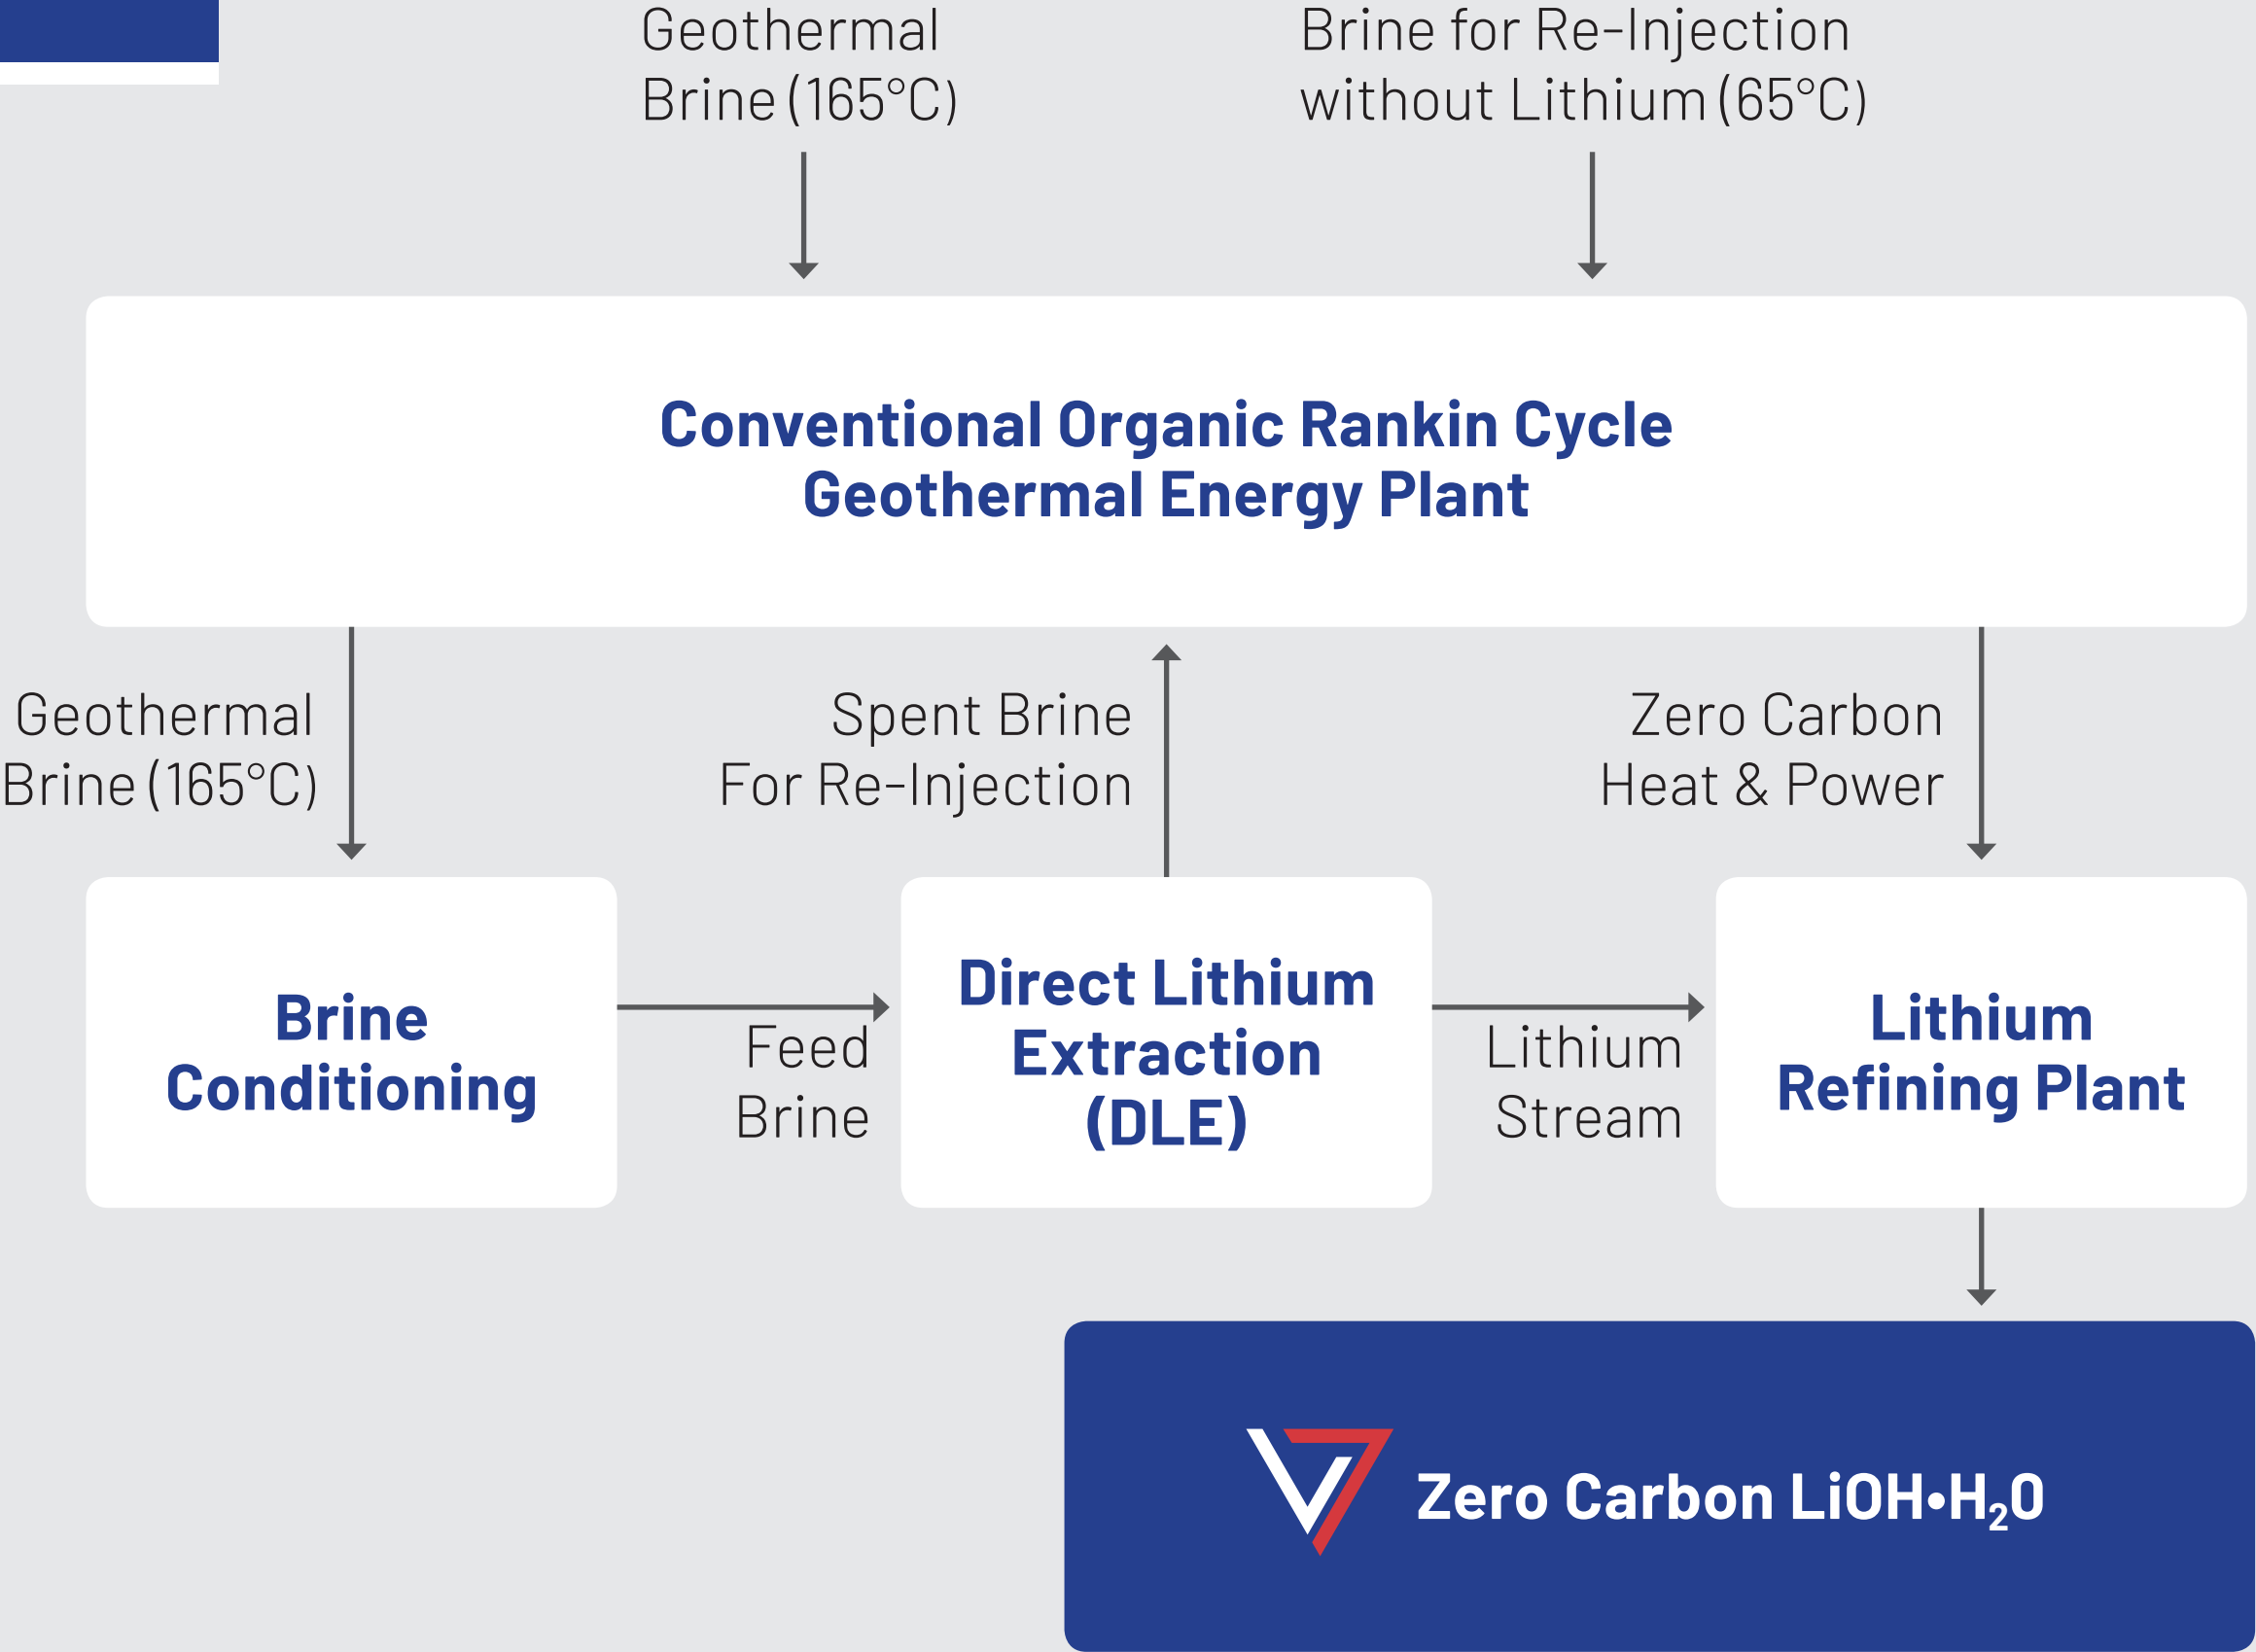 Geothermal
Brine (165°C)
Brine for Re-Injection
without Lithium (65°C)
Conventional Organic Rankin Cycle
Geothermal Energy Plant
Geothermal
Brine (165°C)
Spent Brine
For Re-Injection
Zero Carbon
Heat & Power
Brine
Conditioning
Feed
Brine
Direct Lithium
Extraction
(DLE)
Lithium
Stream
Lithium
Refining Plant
Zero Carbon LiOH•H₂O